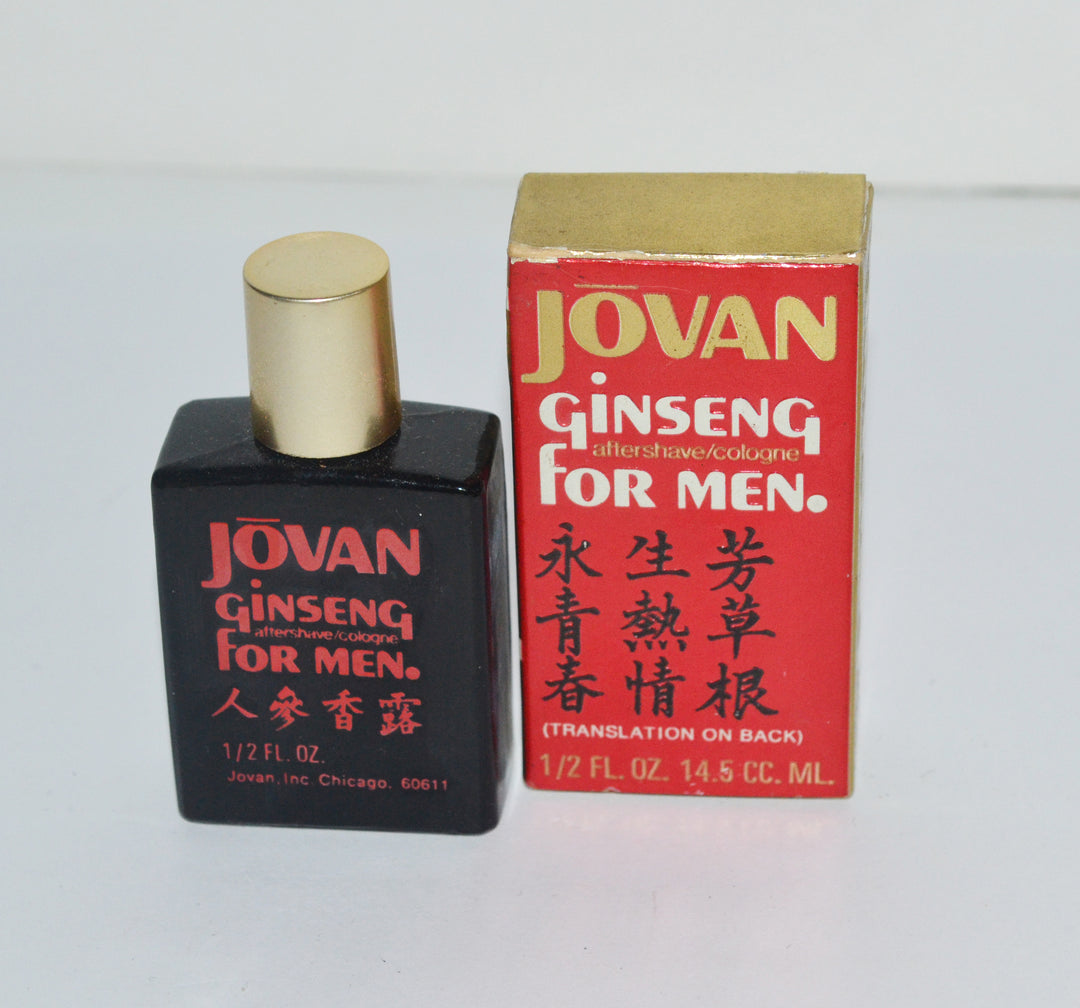 JŌVAN
GiNSENG
aftershave/cologne
FOR MEN.
人參香露
1/2 FL. OZ.
Jovan, Inc. Chicago. 60611
JŌVAN
GiNSENG
aftershave/cologne
FOR MEN.
芳草根
生熱情
永青春
(TRANSLATION ON BACK)
1/2 FL. OZ. 14.5 CC. ML.